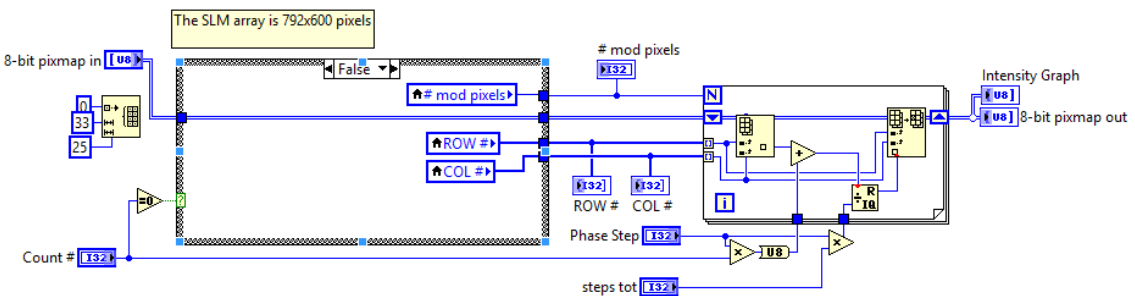 The SLM array is 792x600 pixels
8-bit pixmap in
[U8]
0
33
25
False
# mod pixels
ROW #
COL #
# mod pixels
I32
N
I32]
I32]
ROW #
COL #
i
+
R
IQ
÷
Intensity Graph
U8]
U8]
8-bit pixmap out
=0
?
Count #
I32
Phase Step
I32
×
U8
×
steps tot
I32